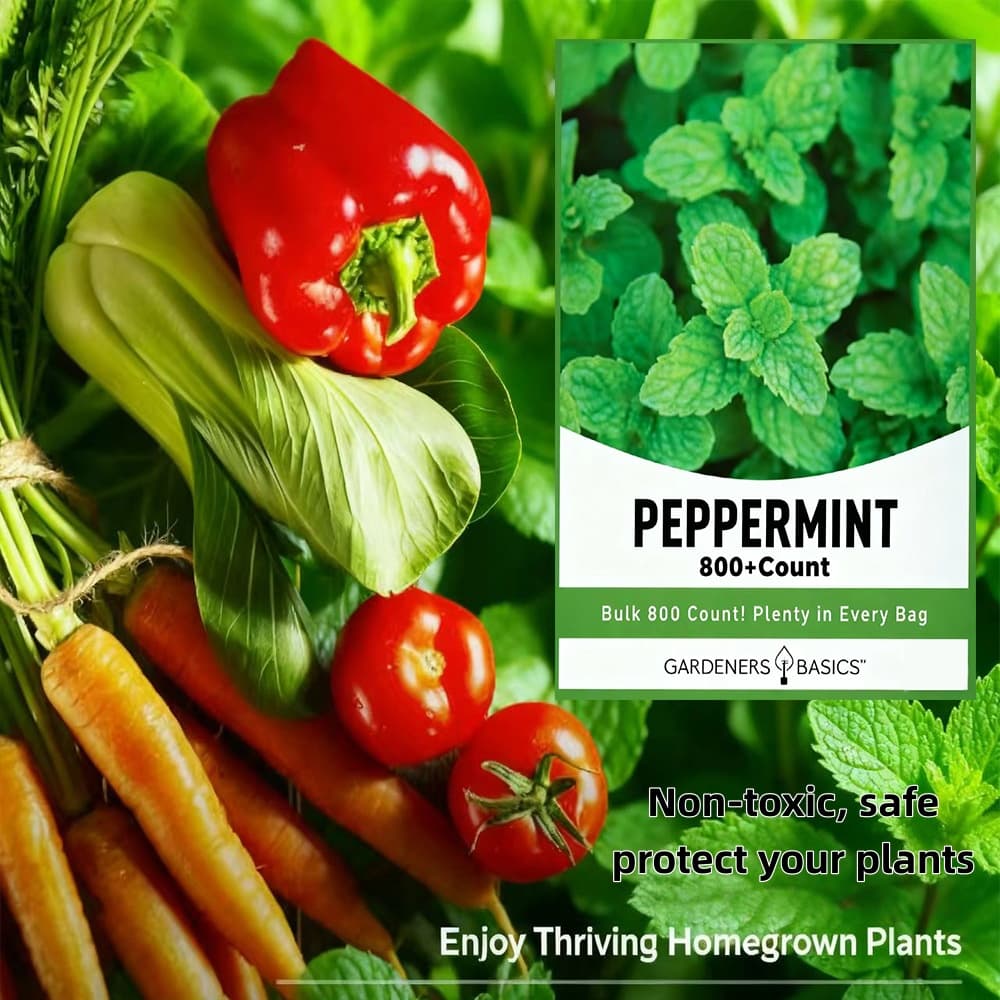 PEPPERMINT
800+Count
Bulk 800 Count! Plenty in Every Bag
GARDENERS BASICS™
Non-toxic, safe
protect your plants
Enjoy Thriving Homegrown Plants